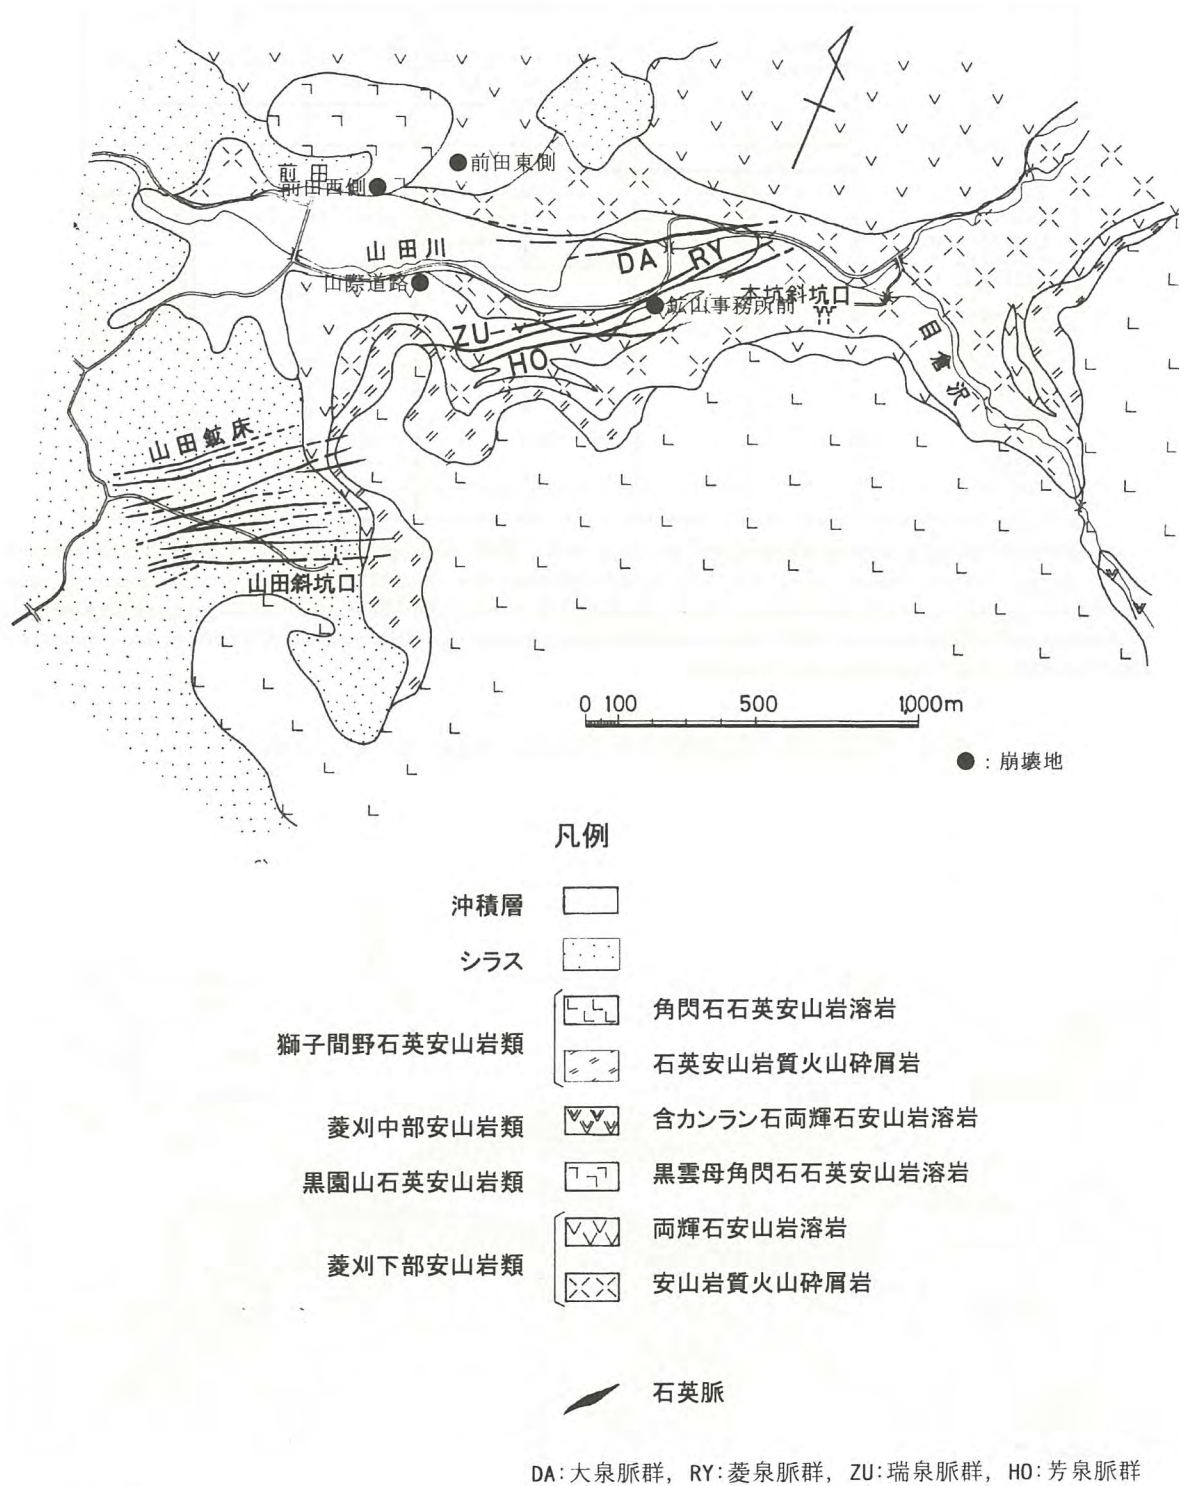 前田東側
前田
前田西側
山田川
DA
RY
山際道路
本坑斜坑口
鉱山事務所前
ZU
HO
目倉沢
山田鉱床
山田斜坑口
0 100 500 1,000m
●：崩壊地
凡例
沖積層
シラス
獅子間野石英安山岩類
角閃石石英安山岩溶岩
石英安山岩質火山砕屑岩
菱刈中部安山岩類
含カンラン石両輝石安山岩溶岩
黒園山石英安山岩類
黒雲母角閃石石英安山岩溶岩
菱刈下部安山岩類
両輝石安山岩溶岩
安山岩質火山砕屑岩
石英脈
DA:大泉脈群, RY:菱泉脈群, ZU:瑞泉脈群, HO:芳泉脈群